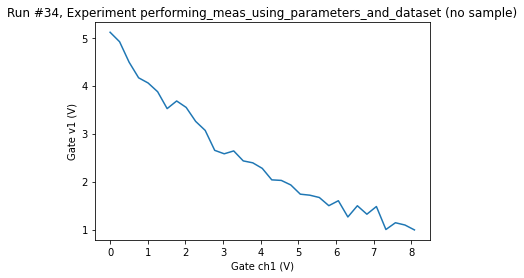 Run #34, Experiment performing_meas_using_parameters_and_dataset (no sample)
5
4
3
2
1
Gate v1 (V)
0 1 2 3 4 5 6 7 8
Gate ch1 (V)